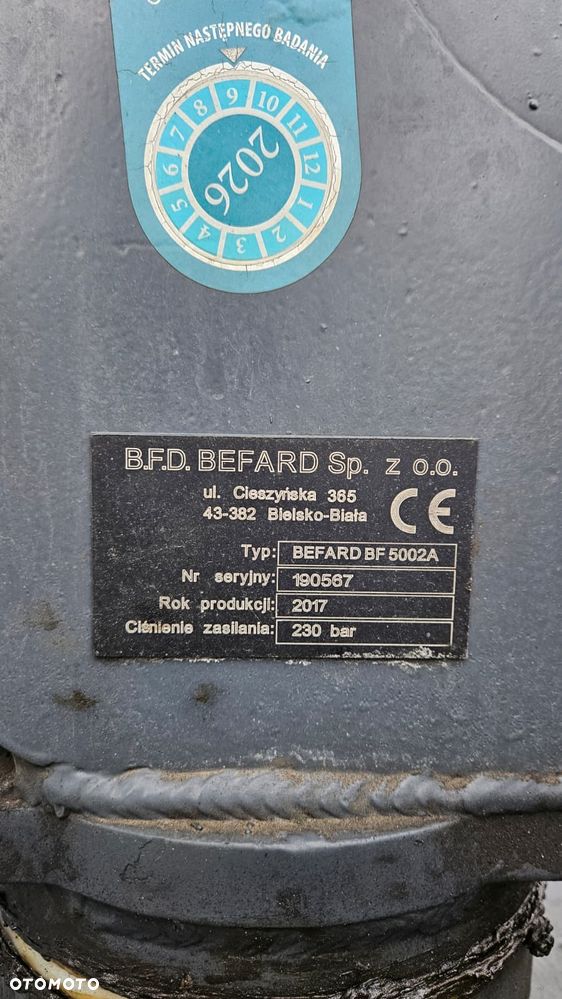 TERMIN NASTĘPNEGO BADANIA
1 2 3 4 5 6 7 8 9 10 11 12
2026
B.F.D. BEFARD Sp. z o.o.
ul. Cieszyńska 365
43-382 Bielsko-Biała
CE
Typ: BEFARD BF 5002A
Nr seryjny: 190567
Rok produkcji: 2017
Ciśnienie zasilania: 230 bar
OTOMOTO